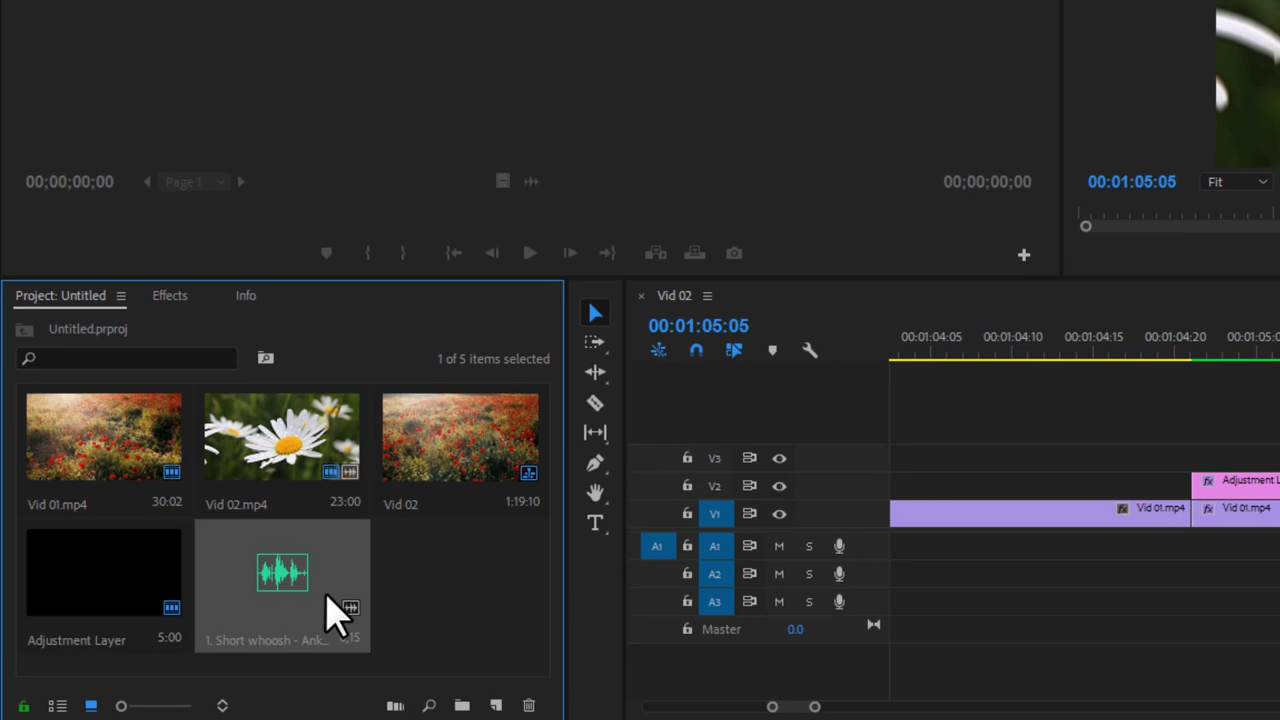 00;00;00;00
Page 1
00;00;00;00
00:01:05:05
Fit
Project: Untitled
Effects
Info
Untitled.prproj
1 of 5 items selected
Vid 01.mp4 30:02
Vid 02.mp4 23:00
Vid 02 1:19:10
Adjustment Layer 5:00
1. Short whoosh - Ank...
× Vid 02
00:01:05:05
00:01:04:05 00:01:04:10 00:01:04:15 00:01:04:20 00:01:05:0
V3
V2
fx Adjustment L
V1
fx Vid 01.mp4
fx Vid 01.mp4
A1 A1 M S
A2 M S
A3 M S
Master 0.0
T